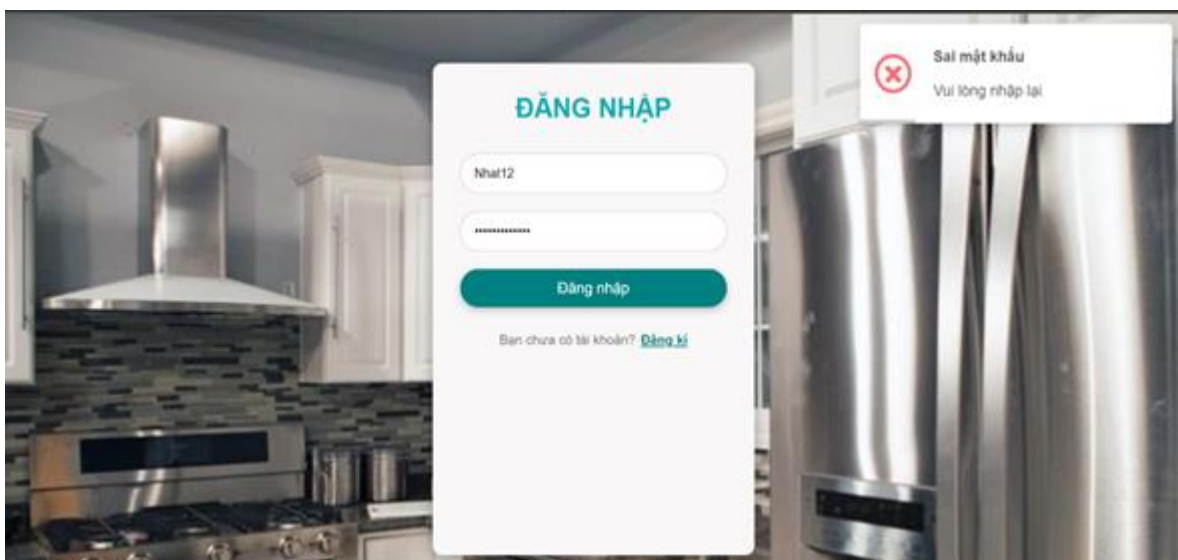 ĐĂNG NHẬP
Sai mật khẩu
Vui lòng nhập lại
Nhat12
Đăng nhập
Bạn chưa có tài khoản? Đăng kí